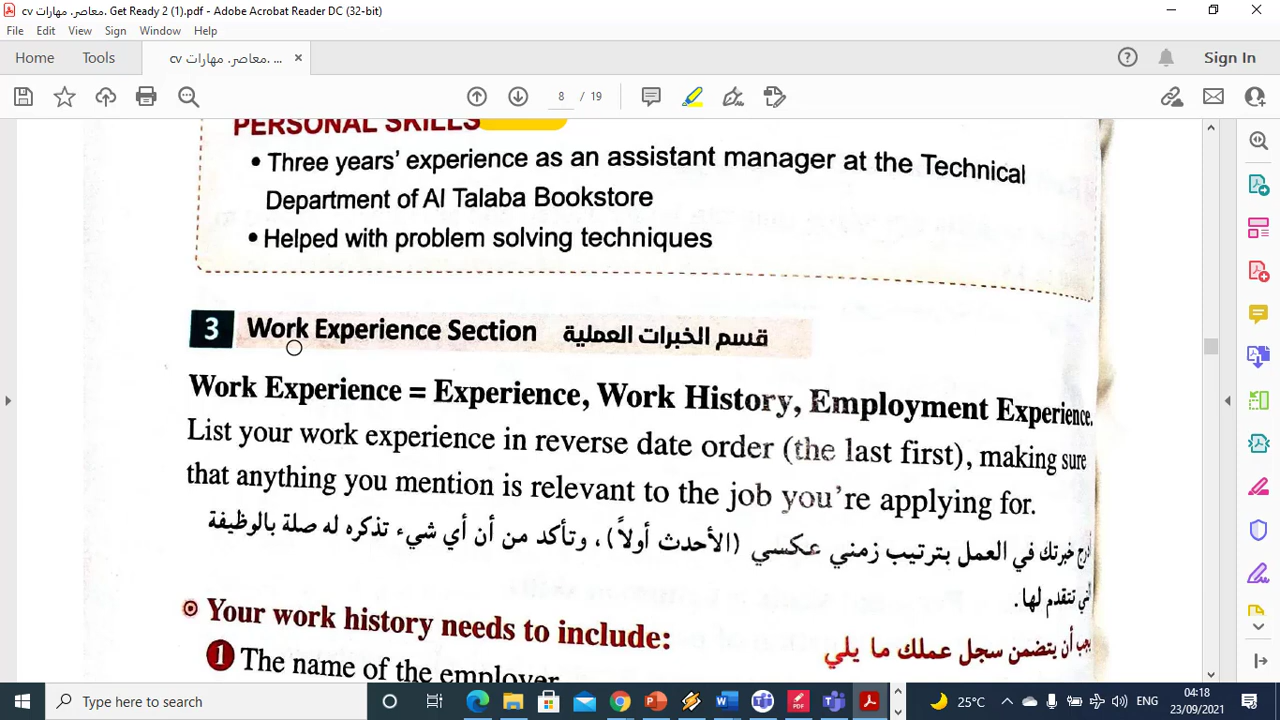 معاصر. مهارات cv. Get Ready 2 (1).pdf - Adobe Acrobat Reader DC (32-bit)
File Edit View Sign Window Help
Home Tools معاصر. مهارات cv ... × Sign In
8 / 19
PERSONAL SKILLS
• Three years' experience as an assistant manager at the Technical
Department of Al Talaba Bookstore
• Helped with problem solving techniques
3 Work Experience Section قسم الخبرات العملية
Work Experience = Experience, Work History, Employment Experience.
List your work experience in reverse date order (the last first), making sure
that anything you mention is relevant to the job you're applying for.
خبرتك في العمل بترتيب زمني عكسي (الأحدث أولاً)، وتأكد من أن أي شيء تذكره له صلة بالوظيفة
تتقدم لها.
Your work history needs to include:
أن يتضمن سجل عملك ما يلي
1 The name of the employer
Type here to search
25°C ENG 04:18
23/09/2021